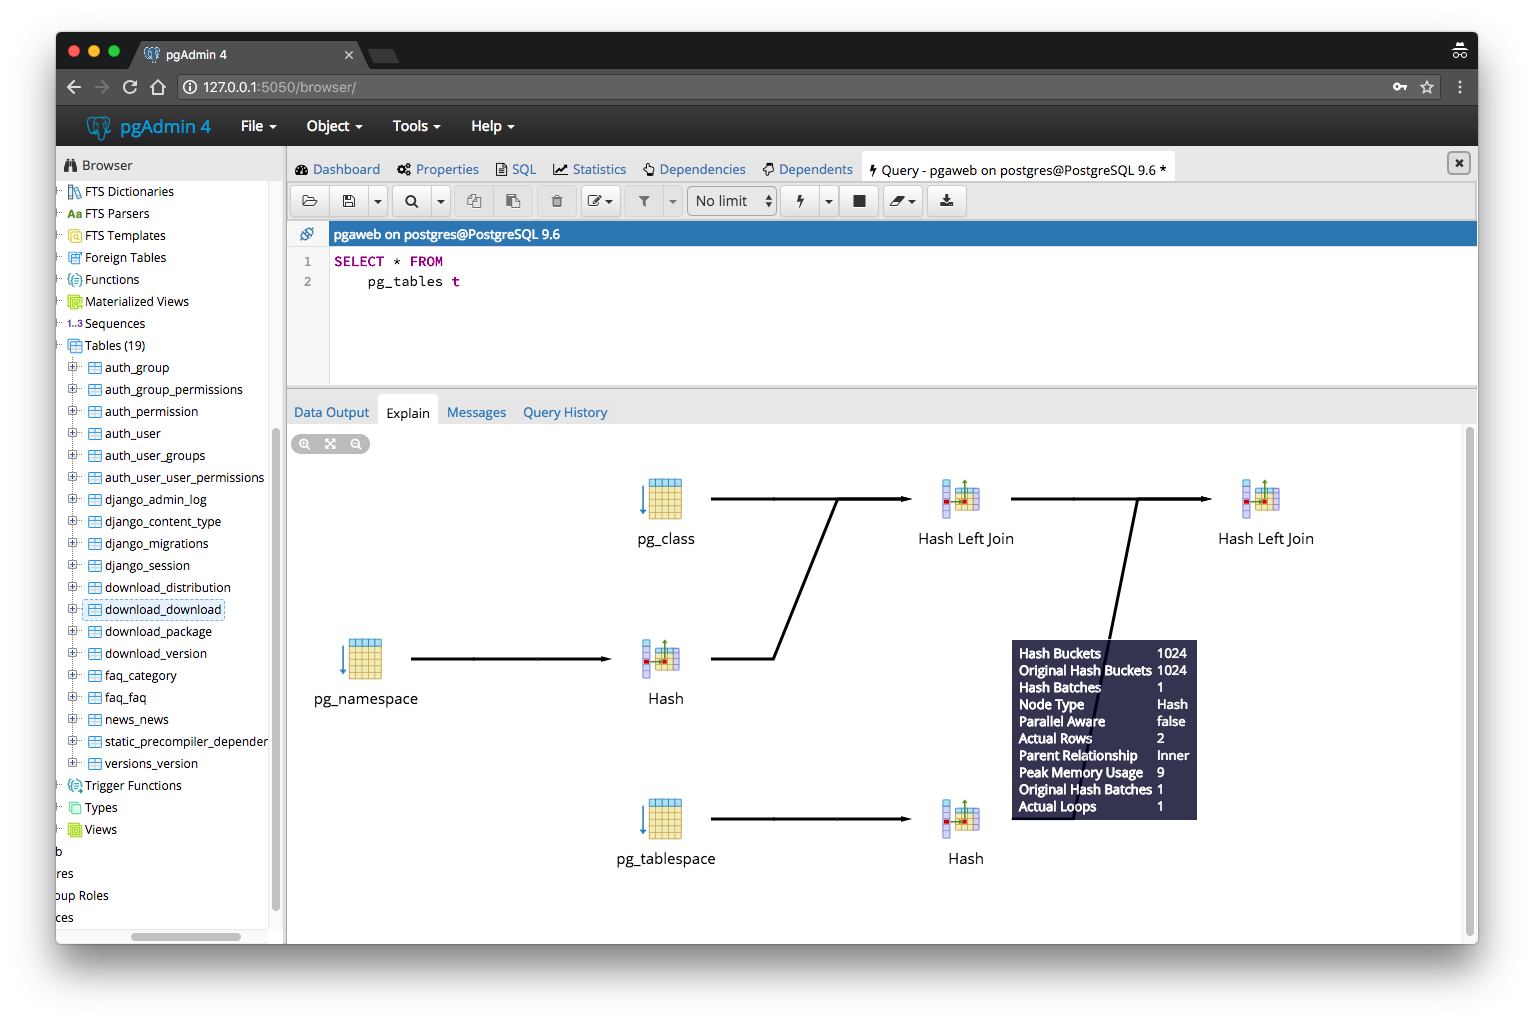 pgAdmin 4
127.0.0.1:5050/browser/
pgAdmin 4 File Object Tools Help
Browser
FTS Dictionaries
FTS Parsers
FTS Templates
Foreign Tables
Functions
Materialized Views
1..3 Sequences
Tables (19)
auth_group
auth_group_permissions
auth_permission
auth_user
auth_user_groups
auth_user_user_permissions
django_admin_log
django_content_type
django_migrations
django_session
download_distribution
download_download
download_package
download_version
faq_category
faq_faq
news_news
static_precompiler_depender
versions_version
Trigger Functions
Types
Views
b
res
oup Roles
ces
Dashboard Properties SQL Statistics Dependencies Dependents Query - pgaweb on postgres@PostgreSQL 9.6 *
No limit
pgaweb on postgres@PostgreSQL 9.6
1 SELECT * FROM
2 pg_tables t
Data Output Explain Messages Query History
pg_class
Hash Left Join
Hash Left Join
pg_namespace
Hash
Hash Buckets 1024
Original Hash Buckets 1024
Hash Batches 1
Node Type Hash
Parallel Aware false
Actual Rows 2
Parent Relationship Inner
Peak Memory Usage 9
Original Hash Batches 1
Actual Loops 1
pg_tablespace
Hash